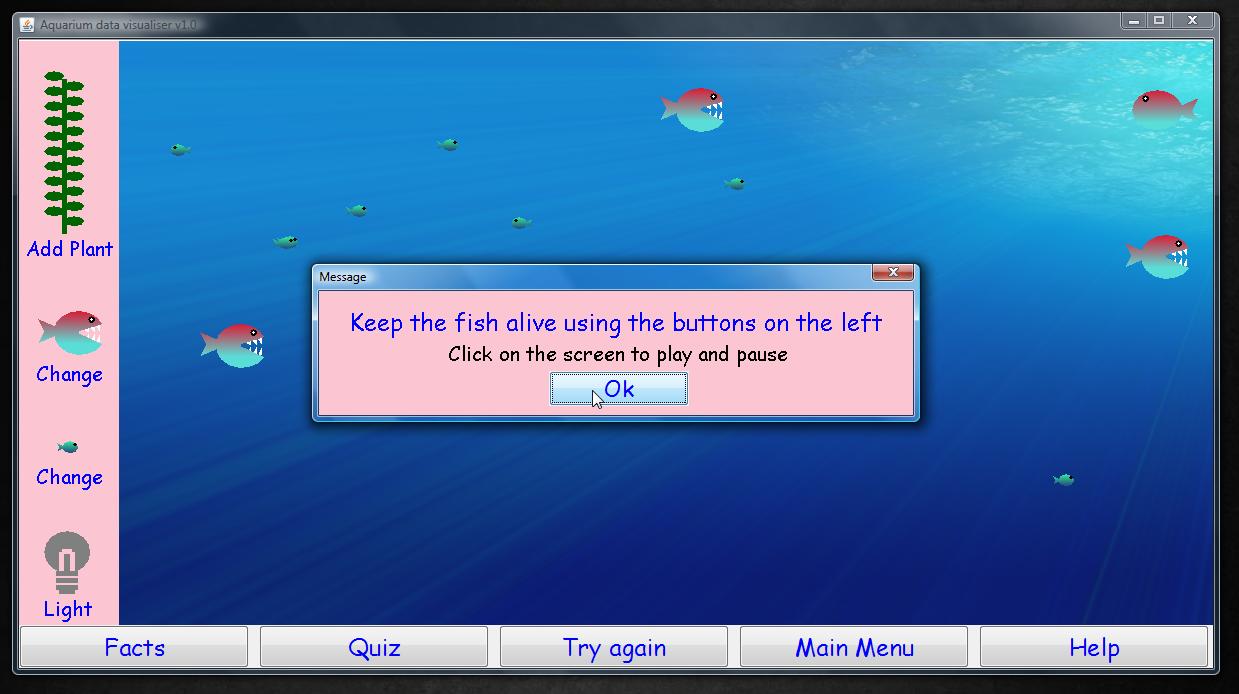 Aquarium data visualiser v1.0
Add Plant
Change
Change
Light
Message
Keep the fish alive using the buttons on the left
Click on the screen to play and pause
Ok
Facts
Quiz
Try again
Main Menu
Help